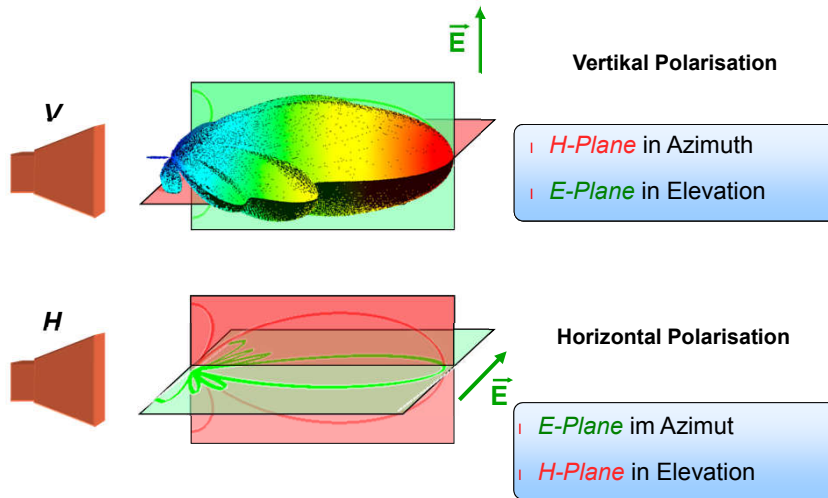 E
Vertikal Polarisation
V
H-Plane in Azimuth
E-Plane in Elevation
H
Horizontal Polarisation
E
E-Plane im Azimut
H-Plane in Elevation